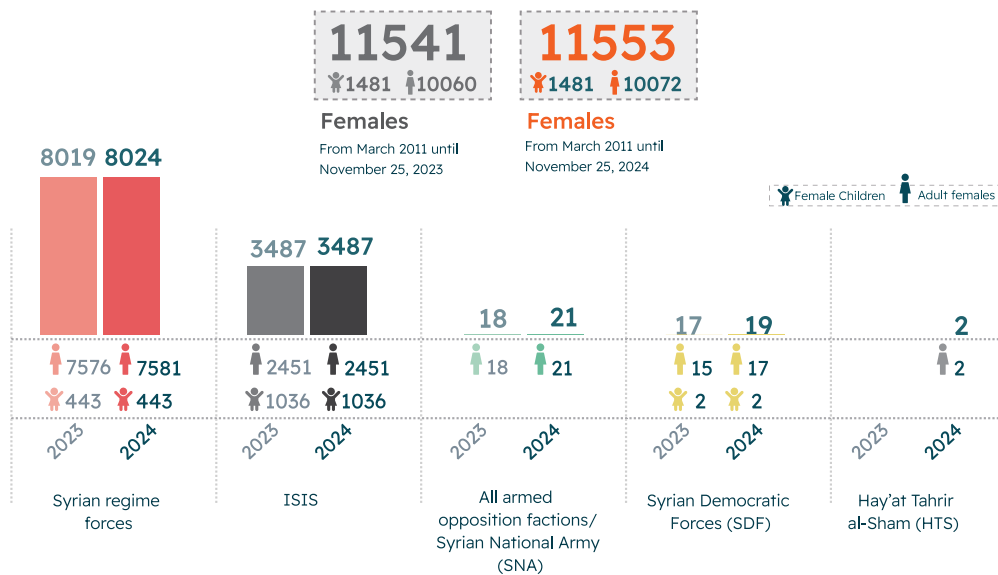 11541
1481 10060
Females
From March 2011 until
November 25, 2023
11553
1481 10072
Females
From March 2011 until
November 25, 2024
Female Children Adult females
8019 8024
7576 7581
443 443
2023 2024
Syrian regime
forces
3487 3487
2451 2451
1036 1036
2023 2024
ISIS
18 21
18 21
2023 2024
All armed
opposition factions/
Syrian National Army
(SNA)
17 19
15 17
2 2
2023 2024
Syrian Democratic
Forces (SDF)
2
2
2023 2024
Hay'at Tahrir
al-Sham (HTS)